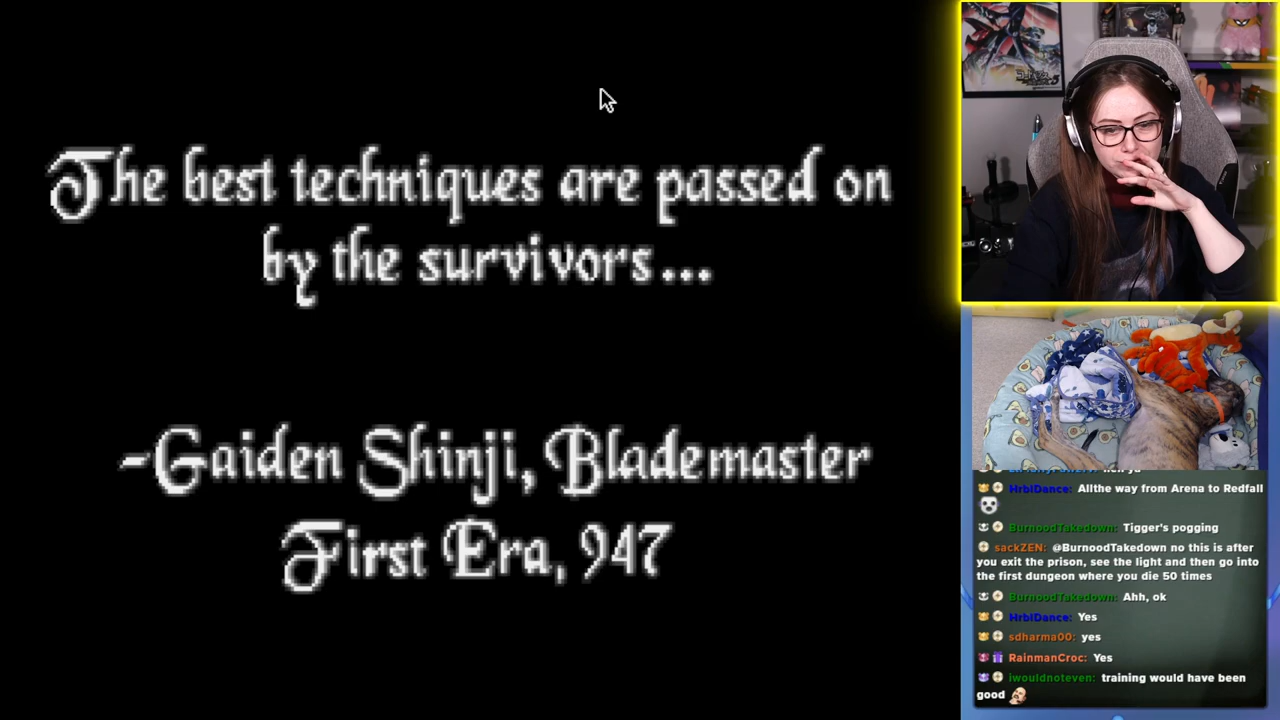 The best techniques are passed on
by the survivors...
-Gaiden Shinji, Blademaster
First Era, 947
HrblDance: Allthe way from Arena to Redfall
BurnoodTakedown: Tigger's pogging
sackZEN: @BurnoodTakedown no this is after
you exit the prison, see the light and then go into
the first dungeon where you die 50 times
BurnoodTakedown: Ahh, ok
HrblDance: Yes
sdharma00: yes
RainmanCroc: Yes
iwouldnoteven: training would have been
good